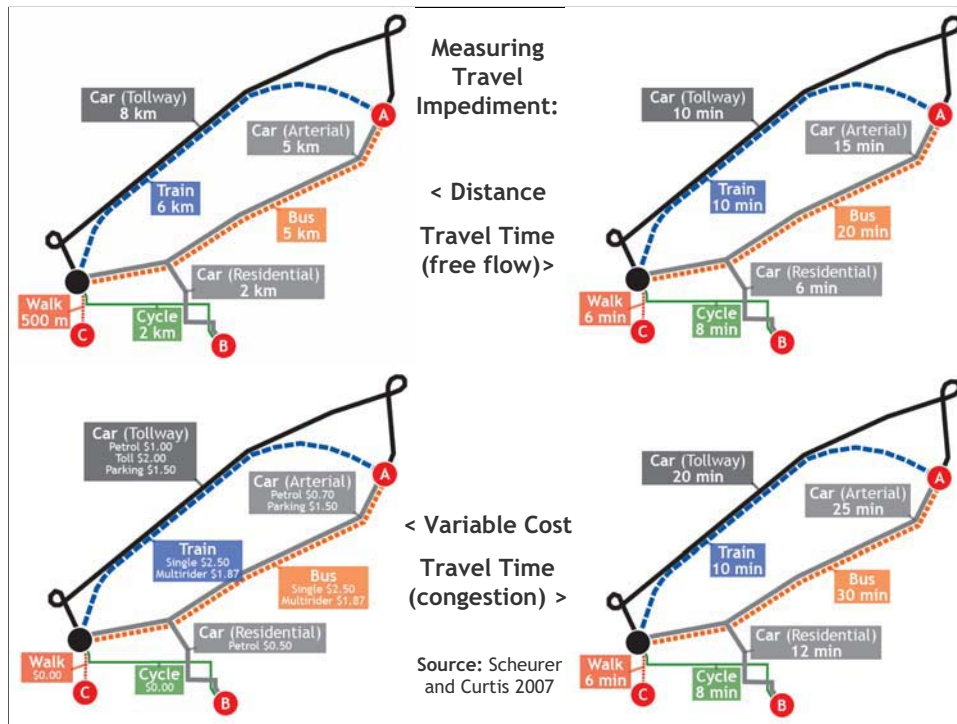 Measuring
Travel
Impediment:
< Distance
Travel Time
(free flow)>
Car (Tollway)
8 km
A
Car (Arterial)
5 km
Train
6 km
Bus
5 km
Car (Residential)
2 km
Walk
500 m
C
Cycle
2 km
B
Car (Tollway)
10 min
A
Car (Arterial)
15 min
Train
10 min
Bus
20 min
Car (Residential)
6 min
Walk
6 min
C
Cycle
8 min
B
Car (Tollway)
Petrol $1.00
Toll $2.00
Parking $1.50
A
Car (Arterial)
Petrol $0.70
Parking $1.50
Train
Single $2.50
Multirider $1.87
Bus
Single $2.50
Multirider $1.87
Car (Residential)
Petrol $0.50
Walk
$0.00
C
Cycle
$0.00
B
< Variable Cost
Travel Time
(congestion) >
Source: Scheurer
and Curtis 2007
Car (Tollway)
20 min
A
Car (Arterial)
25 min
Train
10 min
Bus
30 min
Car (Residential)
12 min
Walk
6 min
C
Cycle
8 min
B